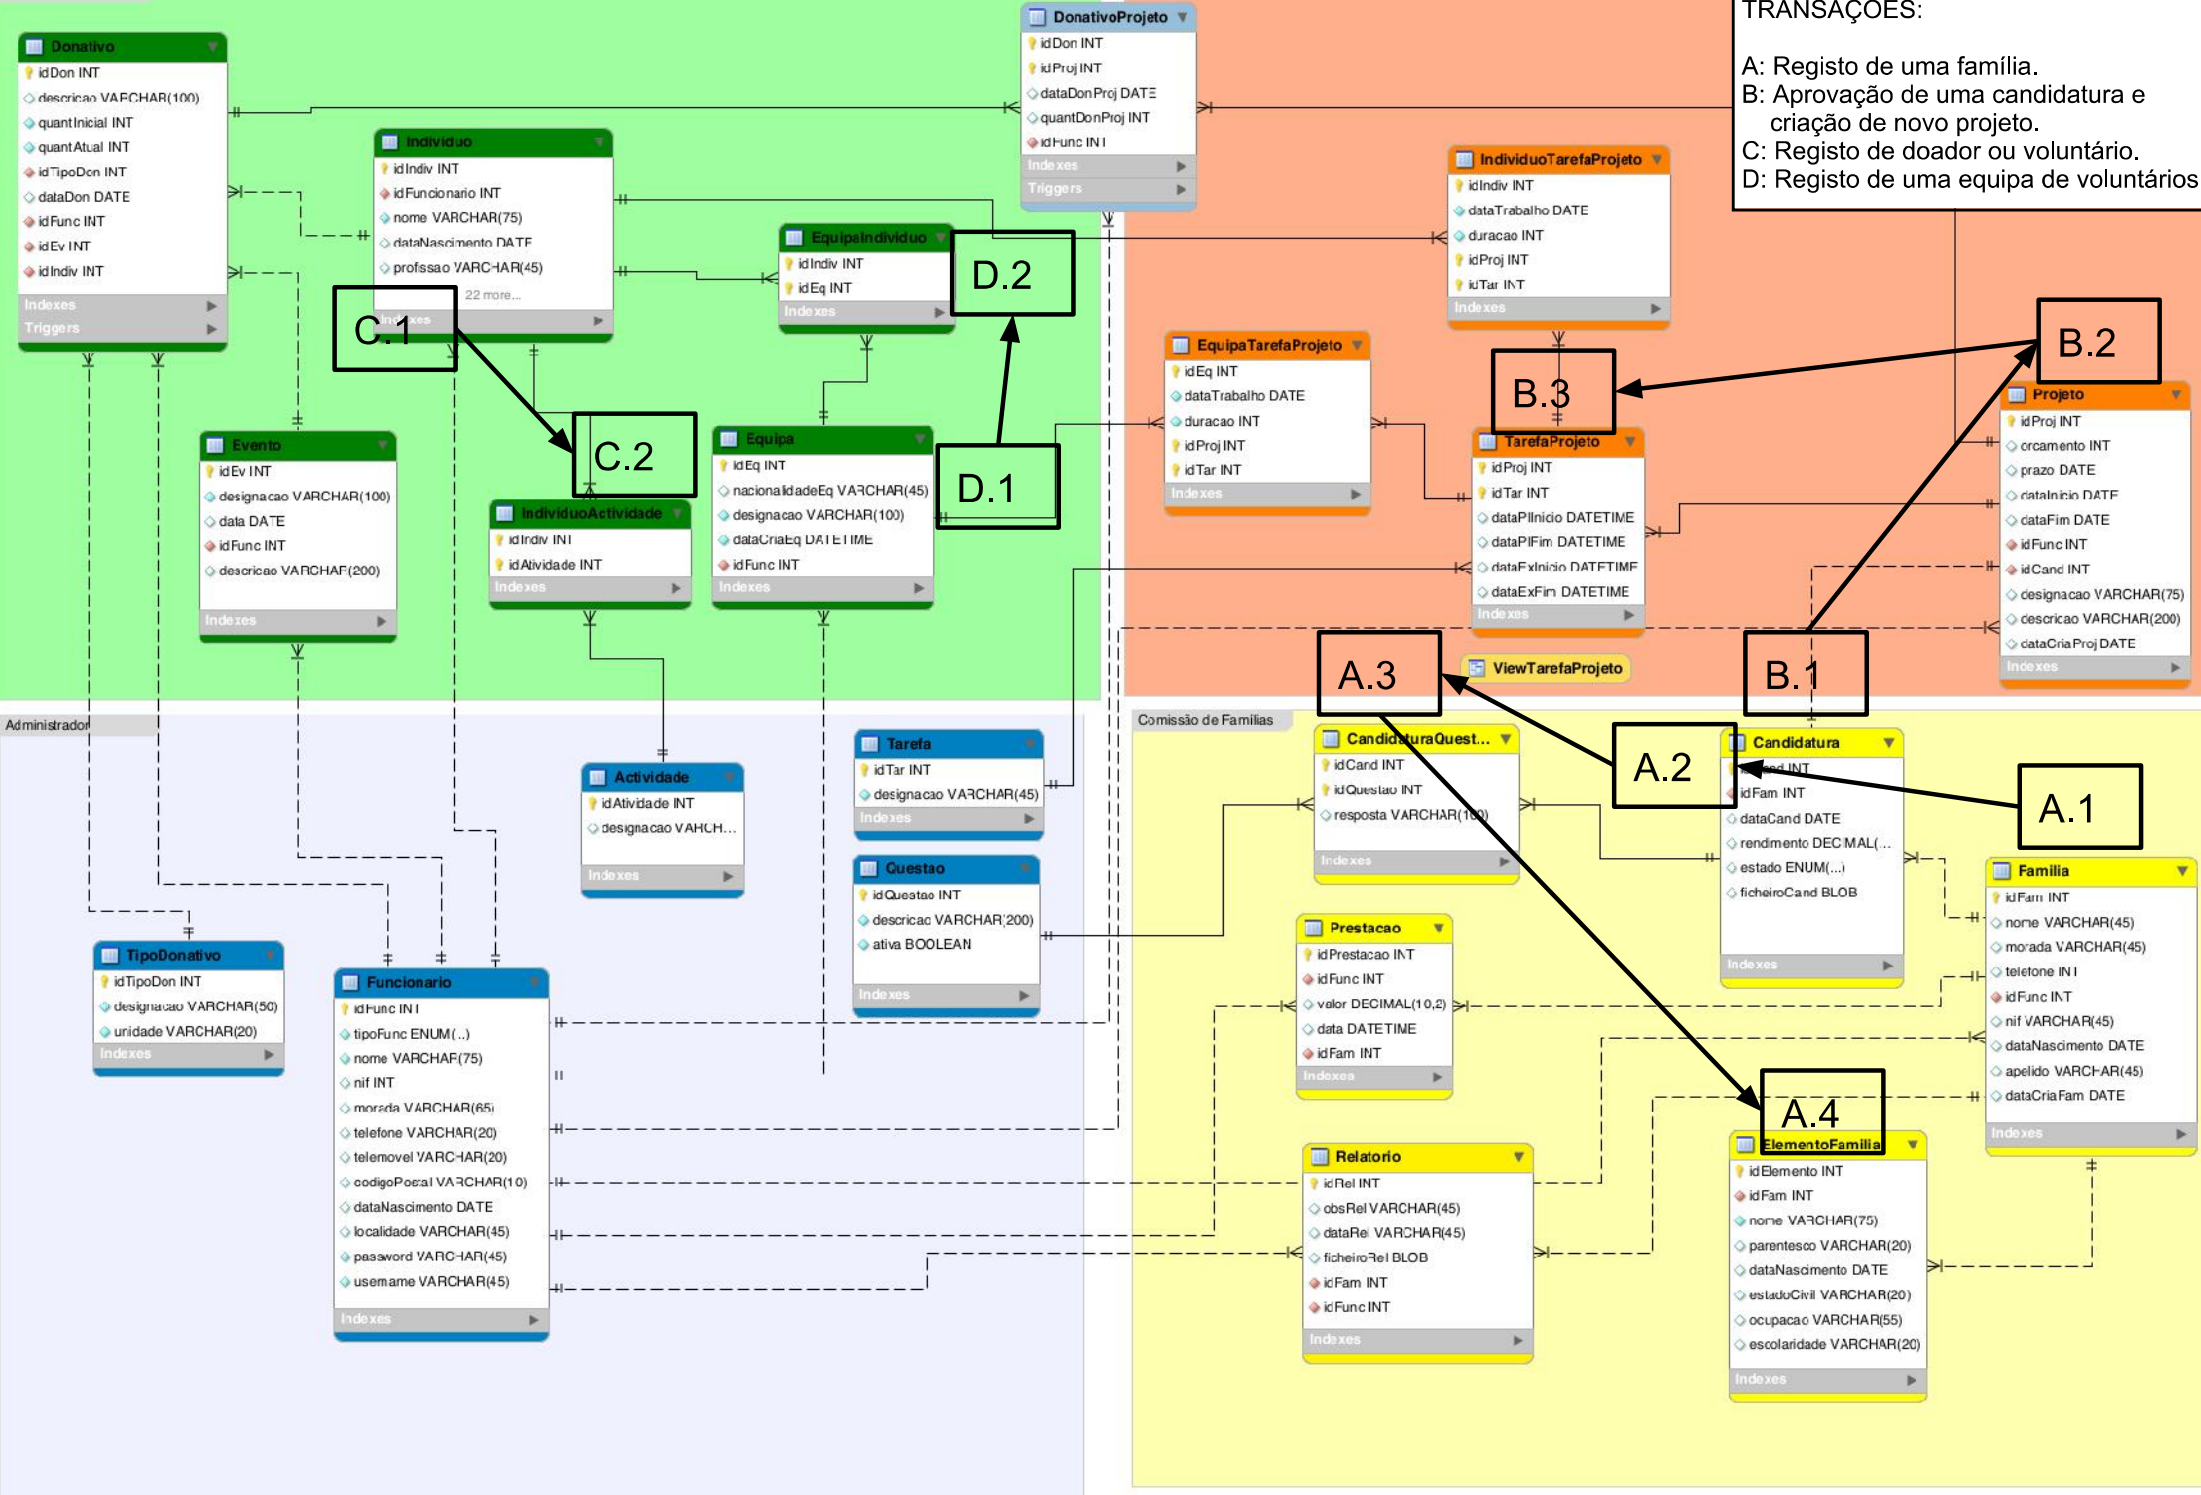 Donativo
idDon INT
descricao VARCHAR(100)
quantInicial INT
quantAtual INT
idTipoDon INT
dataDon DATE
idFunc INT
idEv INT
idIndiv INT
Indexes
Triggers
Individuo
idIndiv INT
idFuncionario INT
nome VARCHAR(75)
dataNascimento DATE
profissao VARCHAR(45)
22 more...
Indexes
C.1
EquipaIndividuo
idIndiv INT
idEq INT
Indexes
D.2
DonativoProjeto
idDon INT
idProj INT
dataDonProj DATE
quantDonProj INT
idFunc INT
Indexes
Triggers
TRANSAÇÕES:
A: Registo de uma família.
B: Aprovação de uma candidatura e
criação de novo projeto.
C: Registo de doador ou voluntário.
D: Registo de uma equipa de voluntários
IndividuoTarefaProjeto
idIndiv INT
dataTrabalho DATE
duracao INT
idProj INT
idTar INT
Indexes
EquipaTarefaProjeto
idEq INT
dataTrabalho DATE
duracao INT
idProj INT
idTar INT
Indexes
B.3
B.2
TarefaProjeto
idProj INT
idTar INT
dataPlInicio DATETIME
dataPlFim DATETIME
dataExInicio DATETIME
dataExFim DATETIME
Indexes
Projeto
idProj INT
orcamento INT
prazo DATE
dataInicio DATE
dataFim DATE
idFunc INT
idCand INT
designacao VARCHAR(75)
descricao VARCHAR(200)
dataCriaProj DATE
Indexes
ViewTarefaProjeto
Evento
idEv INT
designacao VARCHAR(100)
data DATE
idFunc INT
descricao VARCHAR(200)
Indexes
C.2
IndividuoActividade
idIndiv INT
idAtividade INT
Indexes
Equipa
idEq INT
nacionalidadeEq VARCHAR(45)
designacao VARCHAR(100)
dataCriaEq DATETIME
idFunc INT
Indexes
D.1
A.3
B.1
Administrador
Actividade
idAtividade INT
designacao VARCH...
Indexes
Tarefa
idTar INT
designacao VARCHAR(45)
Indexes
Questao
idQuestao INT
descricao VARCHAR(200)
ativa BOOLEAN
Indexes
TipoDonativo
idTipoDon INT
designacao VARCHAR(50)
unidade VARCHAR(20)
Indexes
Funcionario
idFunc INT
tipoFunc ENUM(...)
nome VARCHAR(75)
nif INT
morada VARCHAR(65)
telefone VARCHAR(20)
telemovel VARCHAR(20)
codigoPostal VARCHAR(10)
dataNascimento DATE
localidade VARCHAR(45)
password VARCHAR(45)
username VARCHAR(45)
Indexes
Comissão de Famílias
CandidaturaQuest...
idCand INT
idQuestao INT
resposta VARCHAR(100)
Indexes
A.2
Candidatura
idCand INT
idFam INT
dataCand DATE
rendimento DECIMAL(...
estado ENUM(...)
ficheiroCand BLOB
Indexes
A.1
Familia
idFam INT
nome VARCHAR(45)
morada VARCHAR(45)
telefone INT
idFunc INT
nif VARCHAR(45)
dataNascimento DATE
apelido VARCHAR(45)
dataCriaFam DATE
Indexes
Prestacao
idPrestacao INT
idFunc INT
valor DECIMAL(10,2)
data DATETIME
idFam INT
Indexes
A.4
Relatorio
idRel INT
obsRel VARCHAR(45)
dataRel VARCHAR(45)
ficheiroRel BLOB
idFam INT
idFunc INT
Indexes
ElementoFamilia
idElemento INT
idFam INT
nome VARCHAR(75)
parentesco VARCHAR(20)
dataNascimento DATE
estadoCivil VARCHAR(20)
ocupacao VARCHAR(55)
escolaridade VARCHAR(20)
Indexes